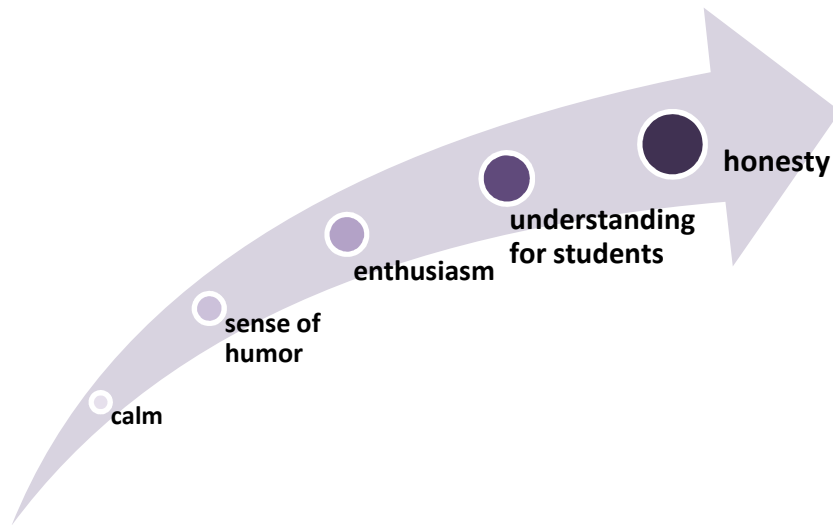 honesty
understanding
for students
enthusiasm
sense of
humor
calm